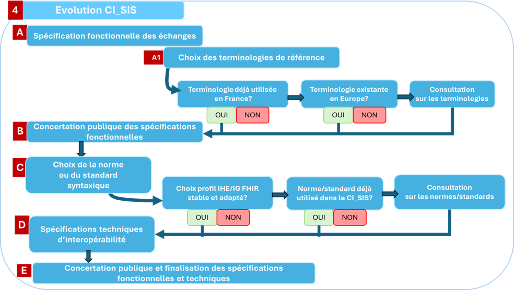 4
Evolution CI_SIS
A
Spécification fonctionnelle des échanges
A1
Choix des terminologies de référence
Terminologie déjà utilisée
en France?
Terminologie existante
en Europe?
Consultation
sur les terminologies
OUI
NON
OUI
NON
B
Concertation publique des spécifications
fonctionnelles
C
Choix de la norme
ou du standard
syntaxique
Choix profil IHE/IG FHIR
stable et adapté?
Norme/standard déjà
utilisé dans le CI_SIS?
Consultation
sur les normes/standards
OUI
NON
OUI
NON
D
Spécifications techniques
d'interopérabilité
E
Concertation publique et finalisation des spécifications
fonctionnelles et techniques